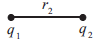 r₂
q₁ q₂